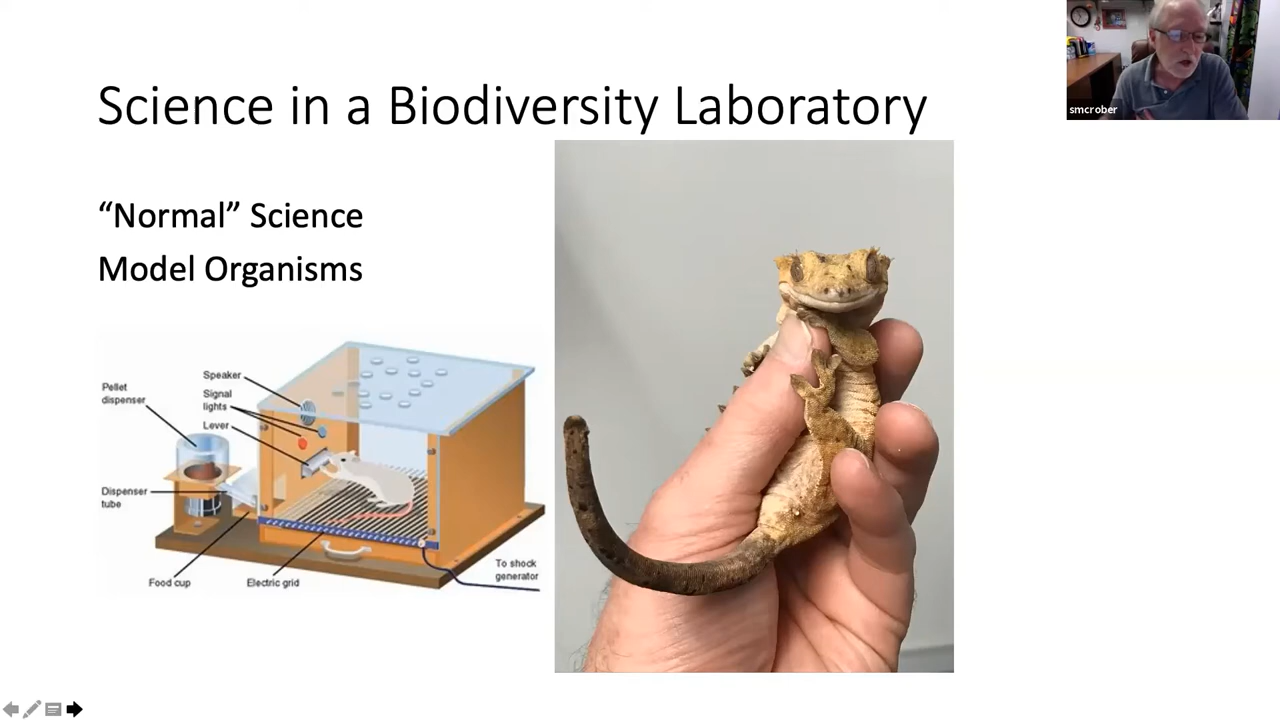 Science in a Biodiversity Laboratory
smcrober
“Normal” Science
Model Organisms
Speaker
Signal
lights
Lever
Pellet
dispenser
Dispenser
tube
Food cup
Electric grid
To shock
generator